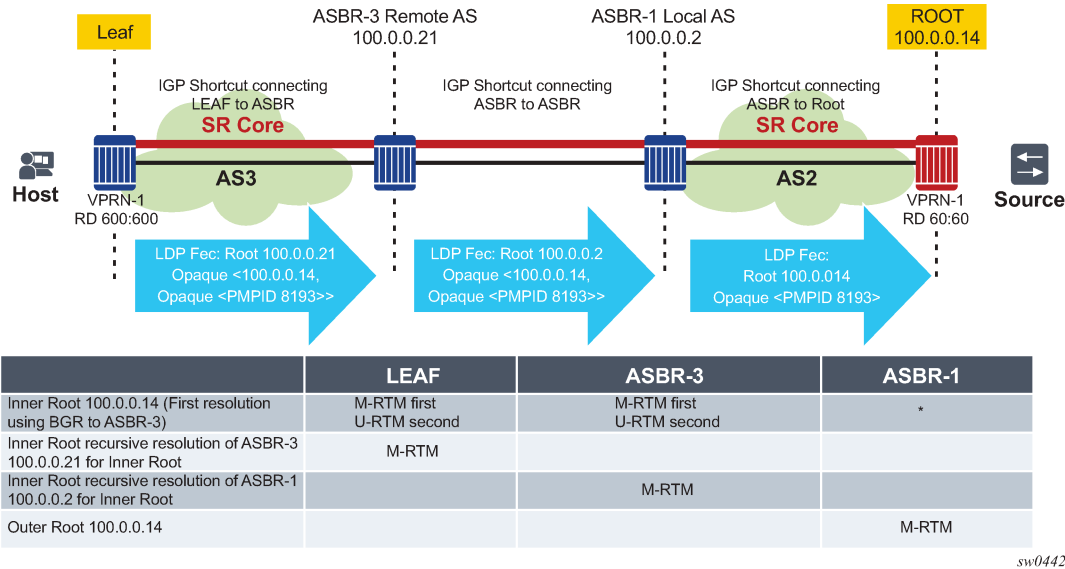 Leaf
ASBR-3 Remote AS
100.0.0.21
ASBR-1 Local AS
100.0.0.2
ROOT
100.0.0.14
IGP Shortcut connecting
LEAF to ASBR
SR Core
IGP Shortcut connecting
ASBR to ASBR
IGP Shortcut connecting
ASBR to Root
SR Core
Host
AS3
AS2
Source
VPRN-1
RD 600:600
VPRN-1
RD 60:60
LDP Fec: Root 100.0.0.21
Opaque <100.0.0.14,
Opaque <PMPID 8193>>
LDP Fec: Root 100.0.0.2
Opaque <100.0.0.14,
Opaque <PMPID 8193>>
LDP Fec:
Root 100.0.014
Opaque <PMPID 8193>
LEAF
ASBR-3
ASBR-1
Inner Root 100.0.0.14 (First resolution
using BGR to ASBR-3)
M-RTM first
U-RTM second
M-RTM first
U-RTM second
*
Inner Root recursive resolution of ASBR-3
100.0.0.21 for Inner Root
M-RTM
Inner Root recursive resolution of ASBR-1
100.0.0.2 for Inner Root
M-RTM
Outer Root 100.0.0.14
M-RTM
sw0442